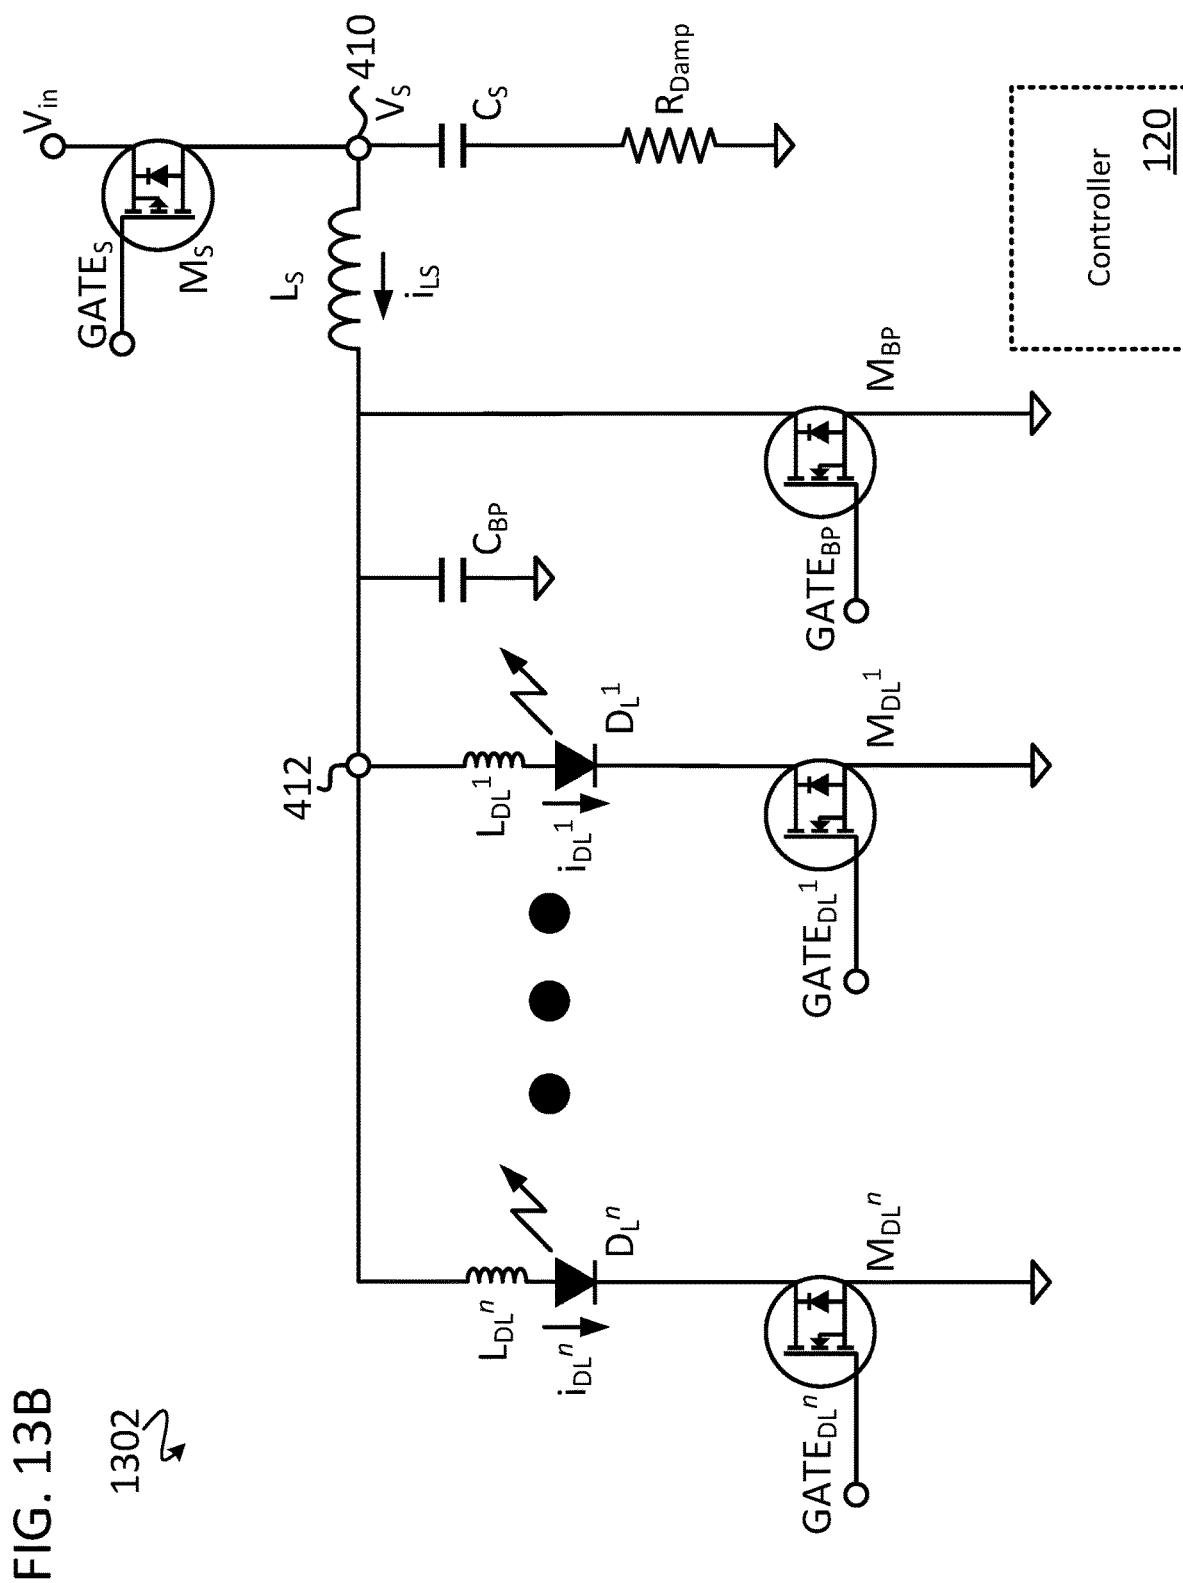 FIG. 13B
1302
V_in
GATE_S
M_S
410
V_S
C_S
R_Damp
L_S
i_LS
412
C_BP
GATE_BP
M_BP
L_DL^1
i_DL^1
D_L^1
GATE_DL^1
M_DL^1
L_DL^n
i_DL^n
D_L^n
GATE_DL^n
M_DL^n
Controller
120